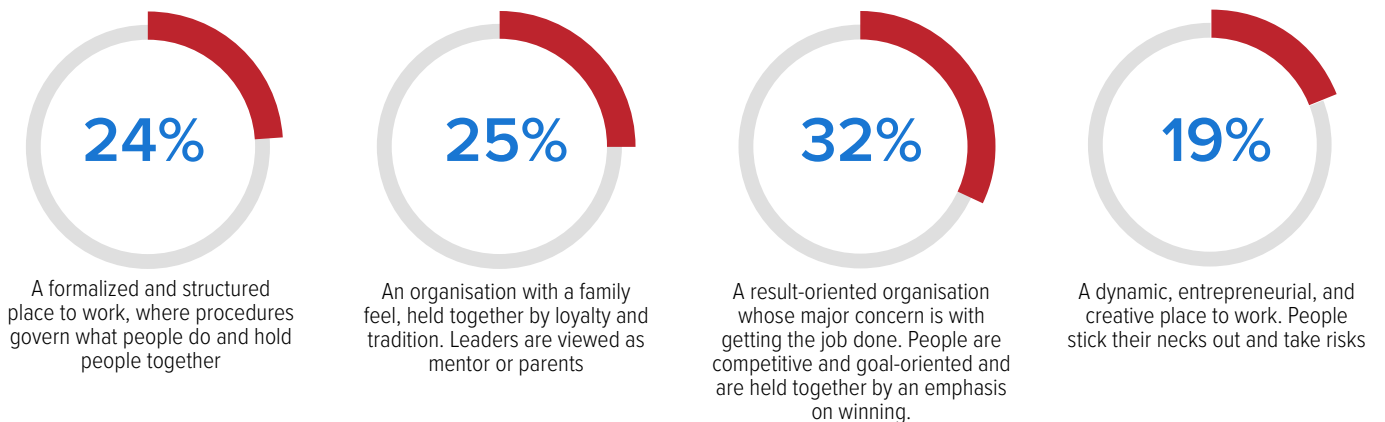 24%
A formalized and structured
place to work, where procedures
govern what people do and hold
people together
25%
An organisation with a family
feel, held together by loyalty and
tradition. Leaders are viewed as
mentor or parents
32%
A result-oriented organisation
whose major concern is with
getting the job done. People are
competitive and goal-oriented and
are held together by an emphasis
on winning.
19%
A dynamic, entrepreneurial, and
creative place to work. People
stick their necks out and take risks